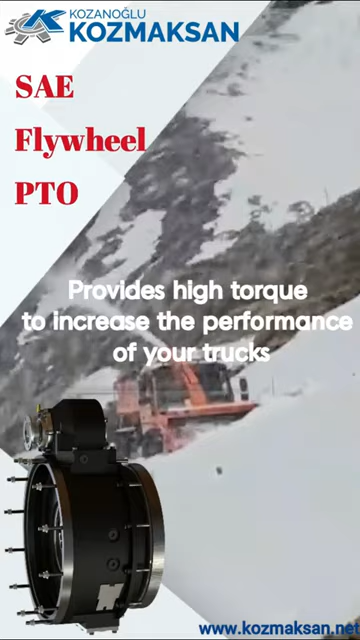 KOZANOĞLU
KOZMAKSAN
SAE
Flywheel
PTO
Provides high torque
to increase the performance
of your trucks
www.kozmaksan.net